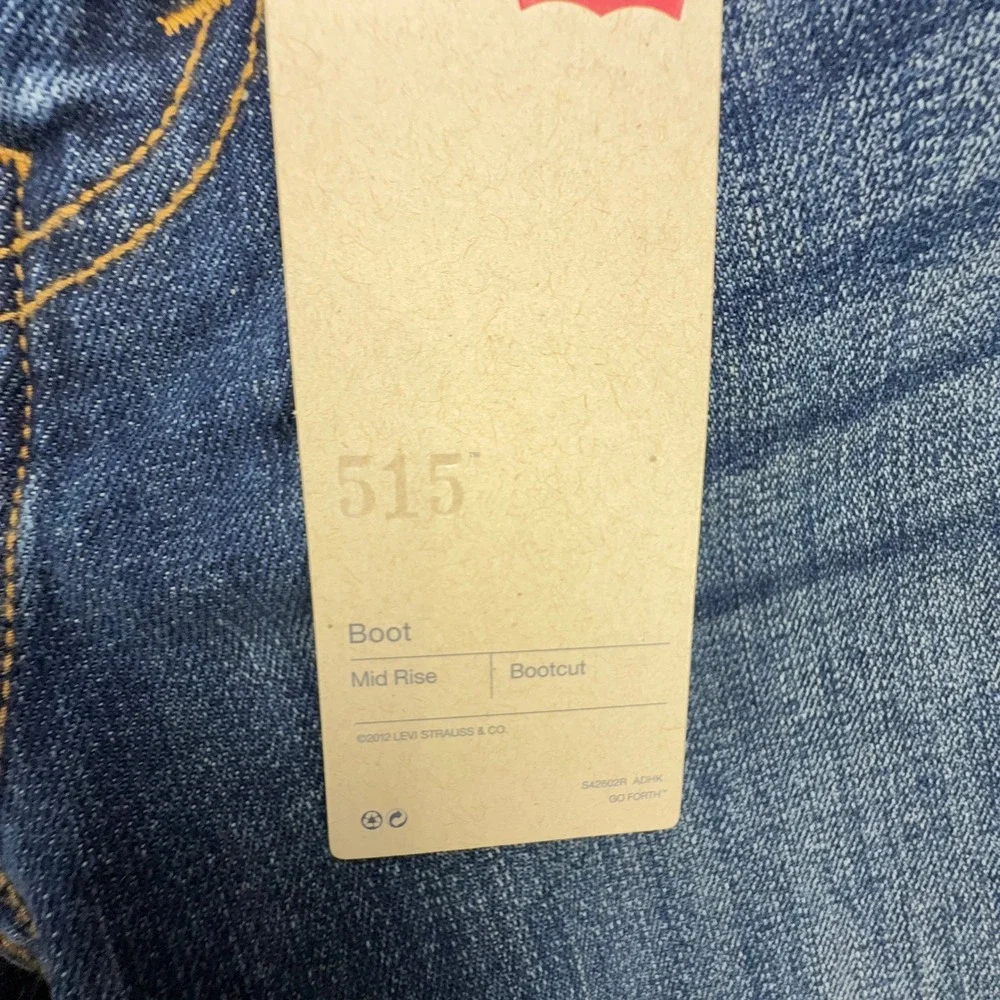 515™
Boot
Mid Rise
Bootcut
©2012 LEVI STRAUSS & CO.
S42602R ADHK
GO FORTH™